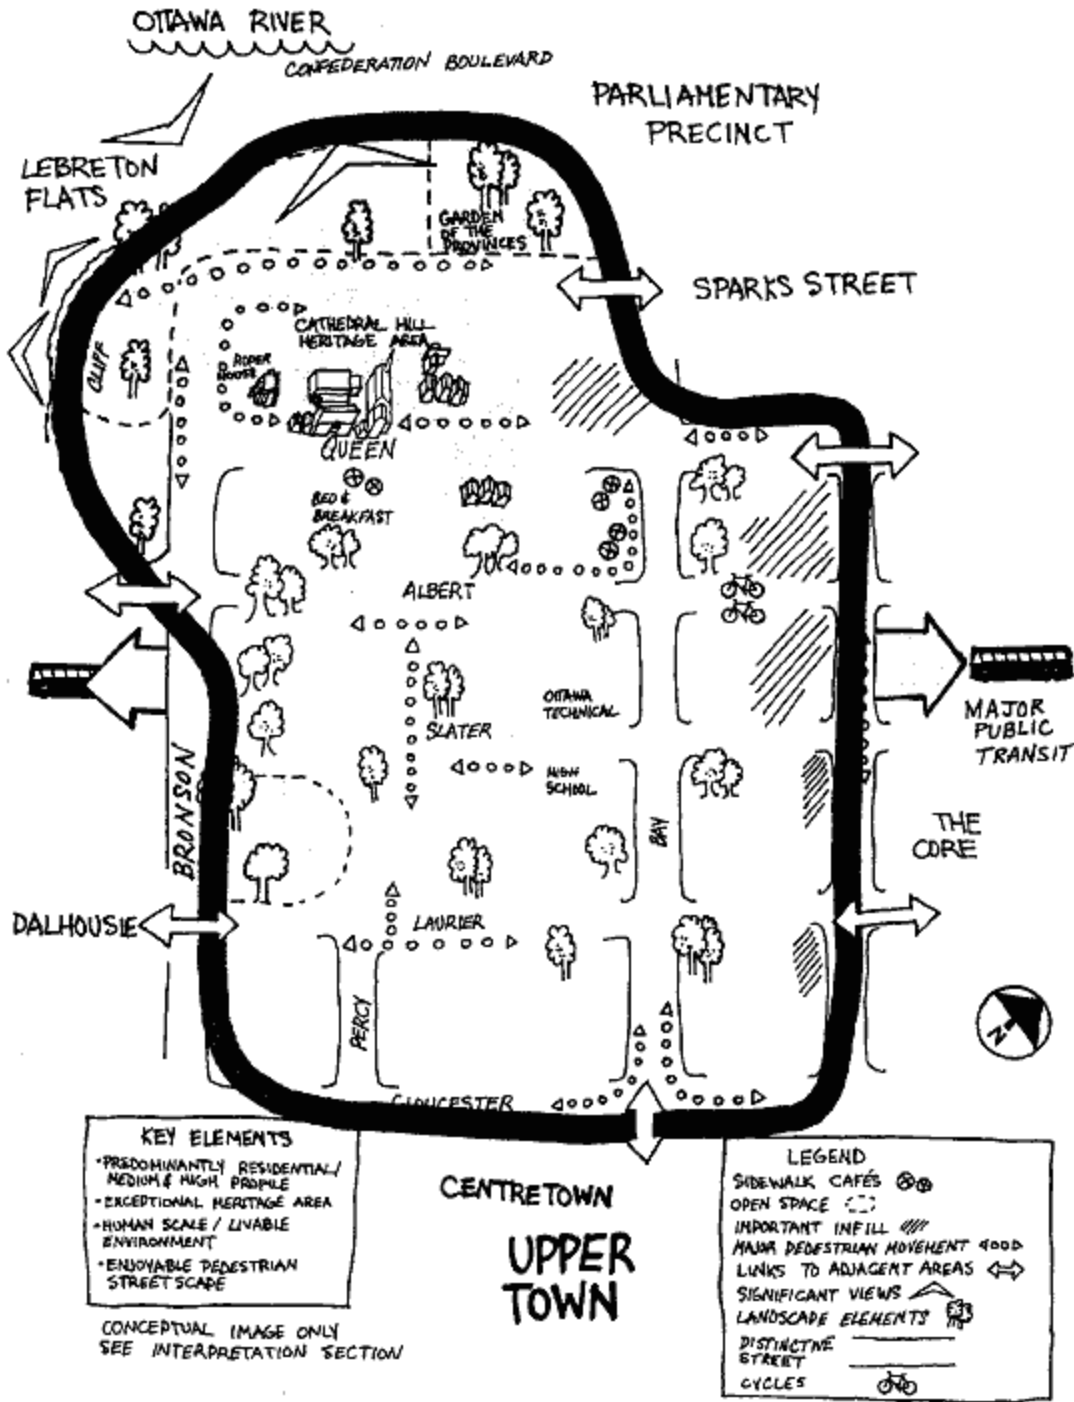 OTTAWA RIVER
CONFEDERATION BOULEVARD
PARLIAMENTARY
PRECINCT
LEBRETON
FLATS
GARDEN
OF THE
PROVINCES
SPARKS STREET
CATHEDRAL HILL
HERITAGE AREA
CLIFF
RODER
HOUSE
QUEEN
BED &
BREAKFAST
ALBERT
OTTAWA
TECHNICAL
SLATER
HIGH
SCHOOL
MAJOR
PUBLIC
TRANSIT
BRONSON
BAY
THE
CORE
DALHOUSIE
LAURIER
PERCY
N
GLOUCESTER
KEY ELEMENTS
•PREDOMINANTLY RESIDENTIAL/
MEDIUM & HIGH PROFILE
•EXCEPTIONAL HERITAGE AREA
•HUMAN SCALE / LIVABLE
ENVIRONMENT
•ENJOYABLE PEDESTRIAN
STREETSCAPE
CONCEPTUAL IMAGE ONLY
SEE INTERPRETATION SECTION
CENTRETOWN
UPPER
TOWN
LEGEND
SIDEWALK CAFÉS
OPEN SPACE
IMPORTANT INFILL
MAJOR PEDESTRIAN MOVEMENT
LINKS TO ADJACENT AREAS
SIGNIFICANT VIEWS
LANDSCAPE ELEMENTS
DISTINCTIVE
STREET
CYCLES